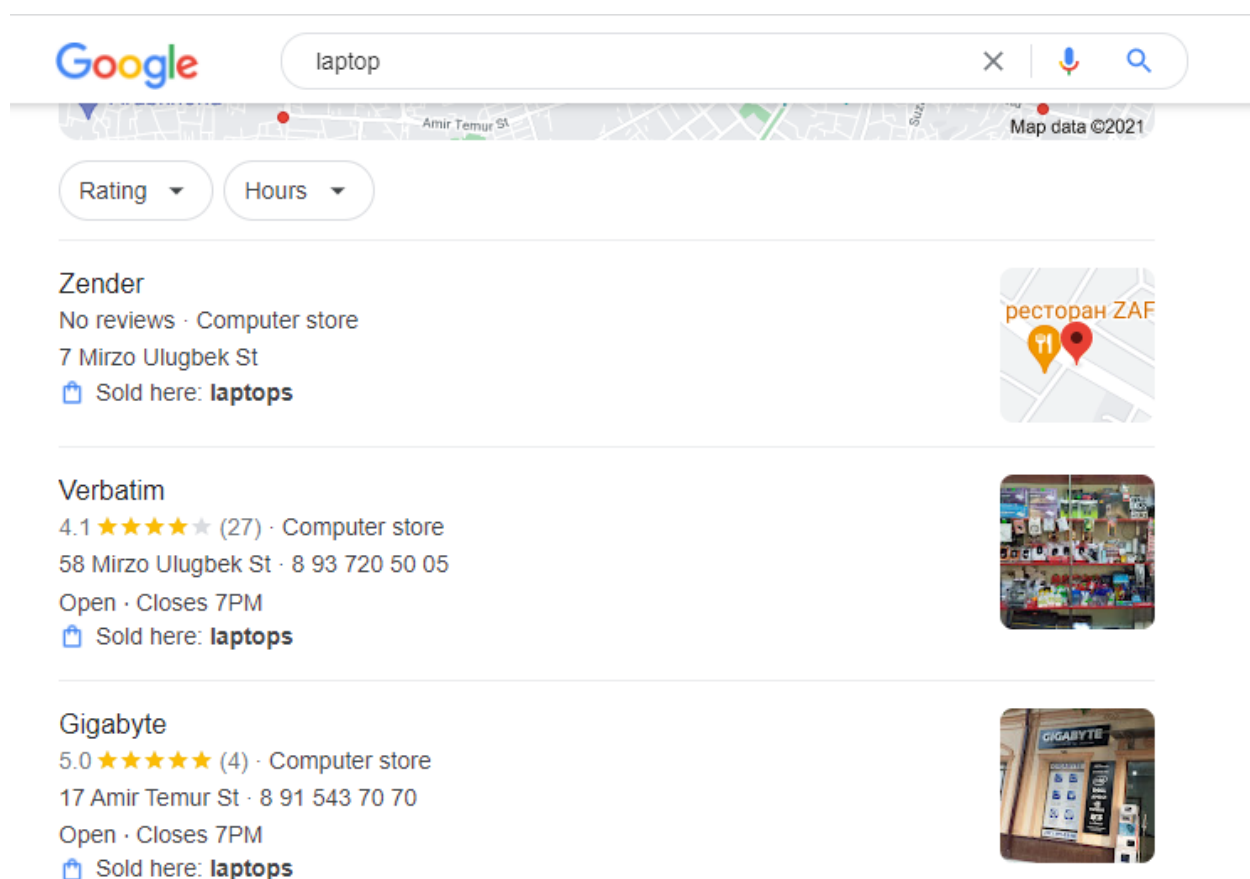 Google
laptop
Amir Temur St
Map data ©2021
Rating
Hours
Zender
No reviews · Computer store
7 Mirzo Ulugbek St
Sold here: laptops
ресторан ZAF
Verbatim
4.1 (27) · Computer store
58 Mirzo Ulugbek St · 8 93 720 50 05
Open · Closes 7PM
Sold here: laptops
Gigabyte
5.0 (4) · Computer store
17 Amir Temur St · 8 91 543 70 70
Open · Closes 7PM
Sold here: laptops
GIGABYTE